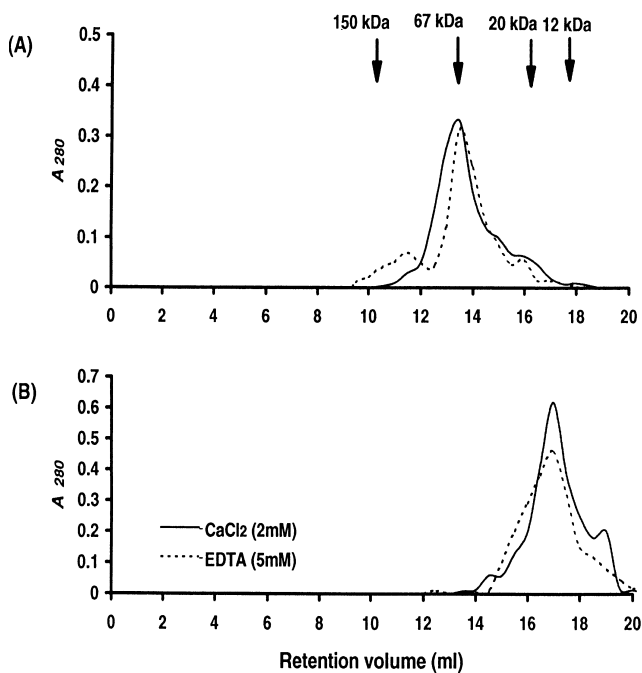 150 kDa 67 kDa 20 kDa 12 kDa
(A)
0.5
0.4
0.3
0.2
0.1
0
A 280
0 2 4 6 8 10 12 14 16 18 20
(B)
0.7
0.6
0.5
0.4
0.3
0.2
0.1
0
A 280
CaCl2 (2mM)
EDTA (5mM)
0 2 4 6 8 10 12 14 16 18 20
Retention volume (ml)